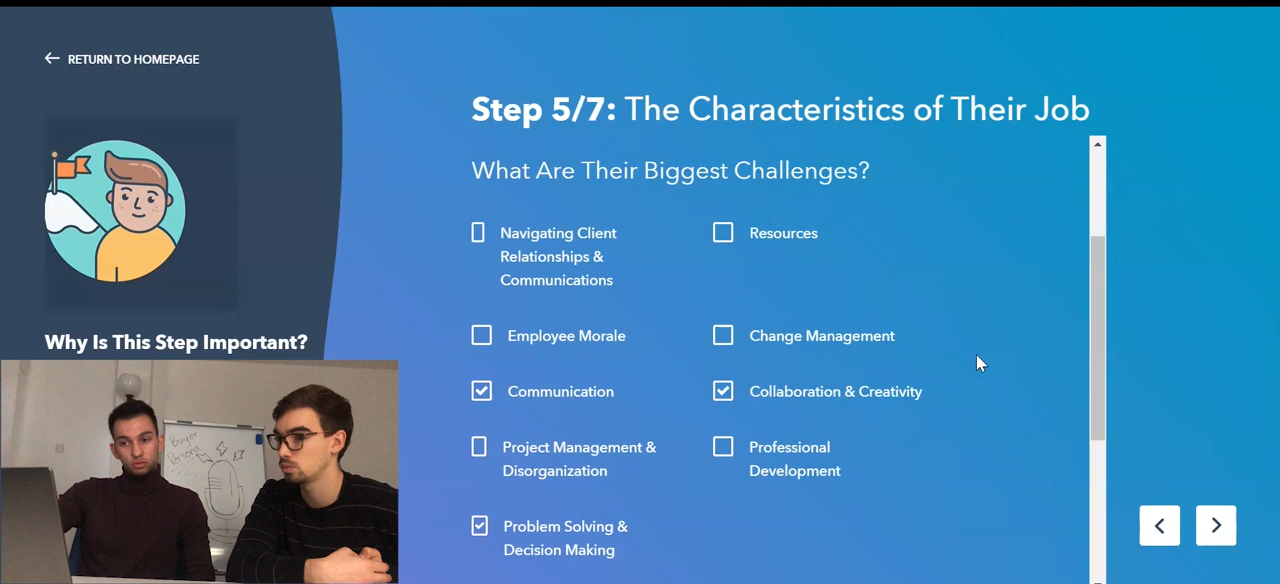 RETURN TO HOMEPAGE
Step 5/7: The Characteristics of Their Job
What Are Their Biggest Challenges?
Navigating Client
Relationships &
Communications
Resources
Employee Morale
Change Management
Communication
Collaboration & Creativity
Project Management &
Disorganization
Professional
Development
Problem Solving &
Decision Making
Why Is This Step Important?
Buyer
Persona